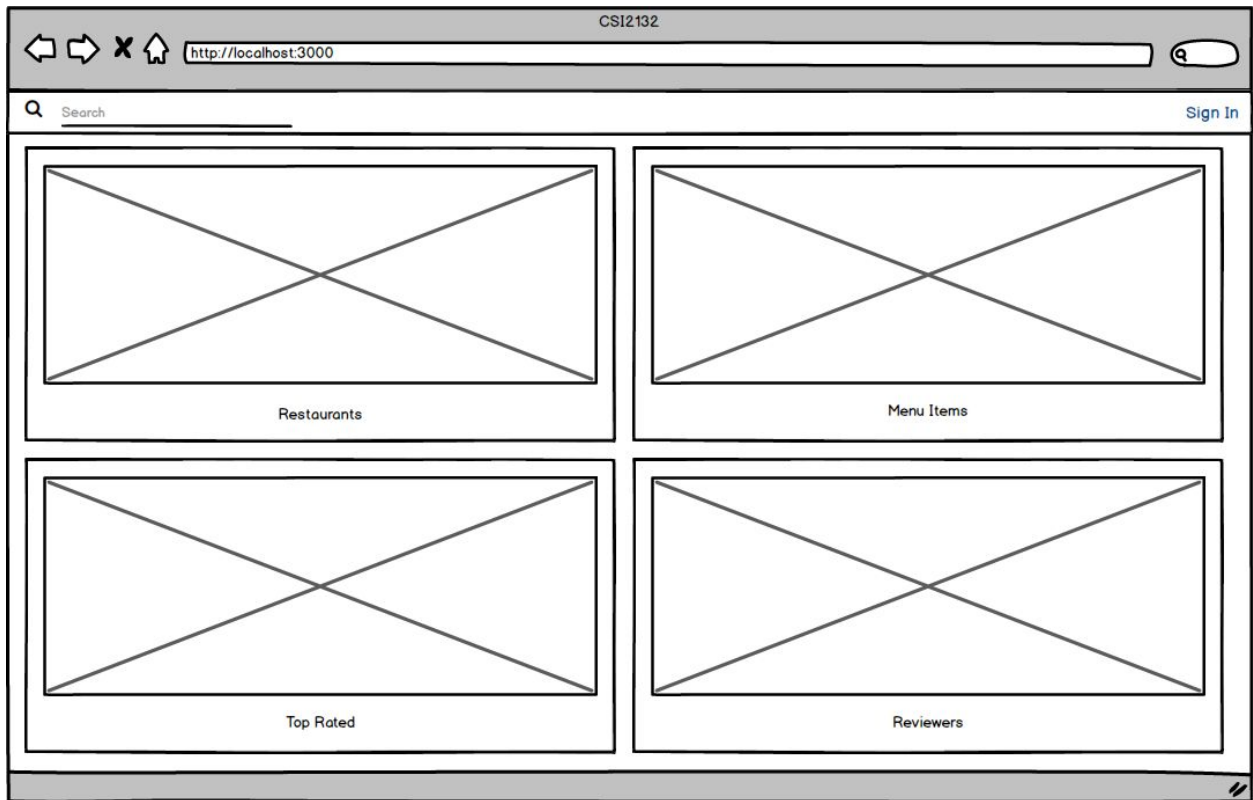 CSI2132
http://localhost:3000
Search
Sign In
Restaurants
Menu Items
Top Rated
Reviewers